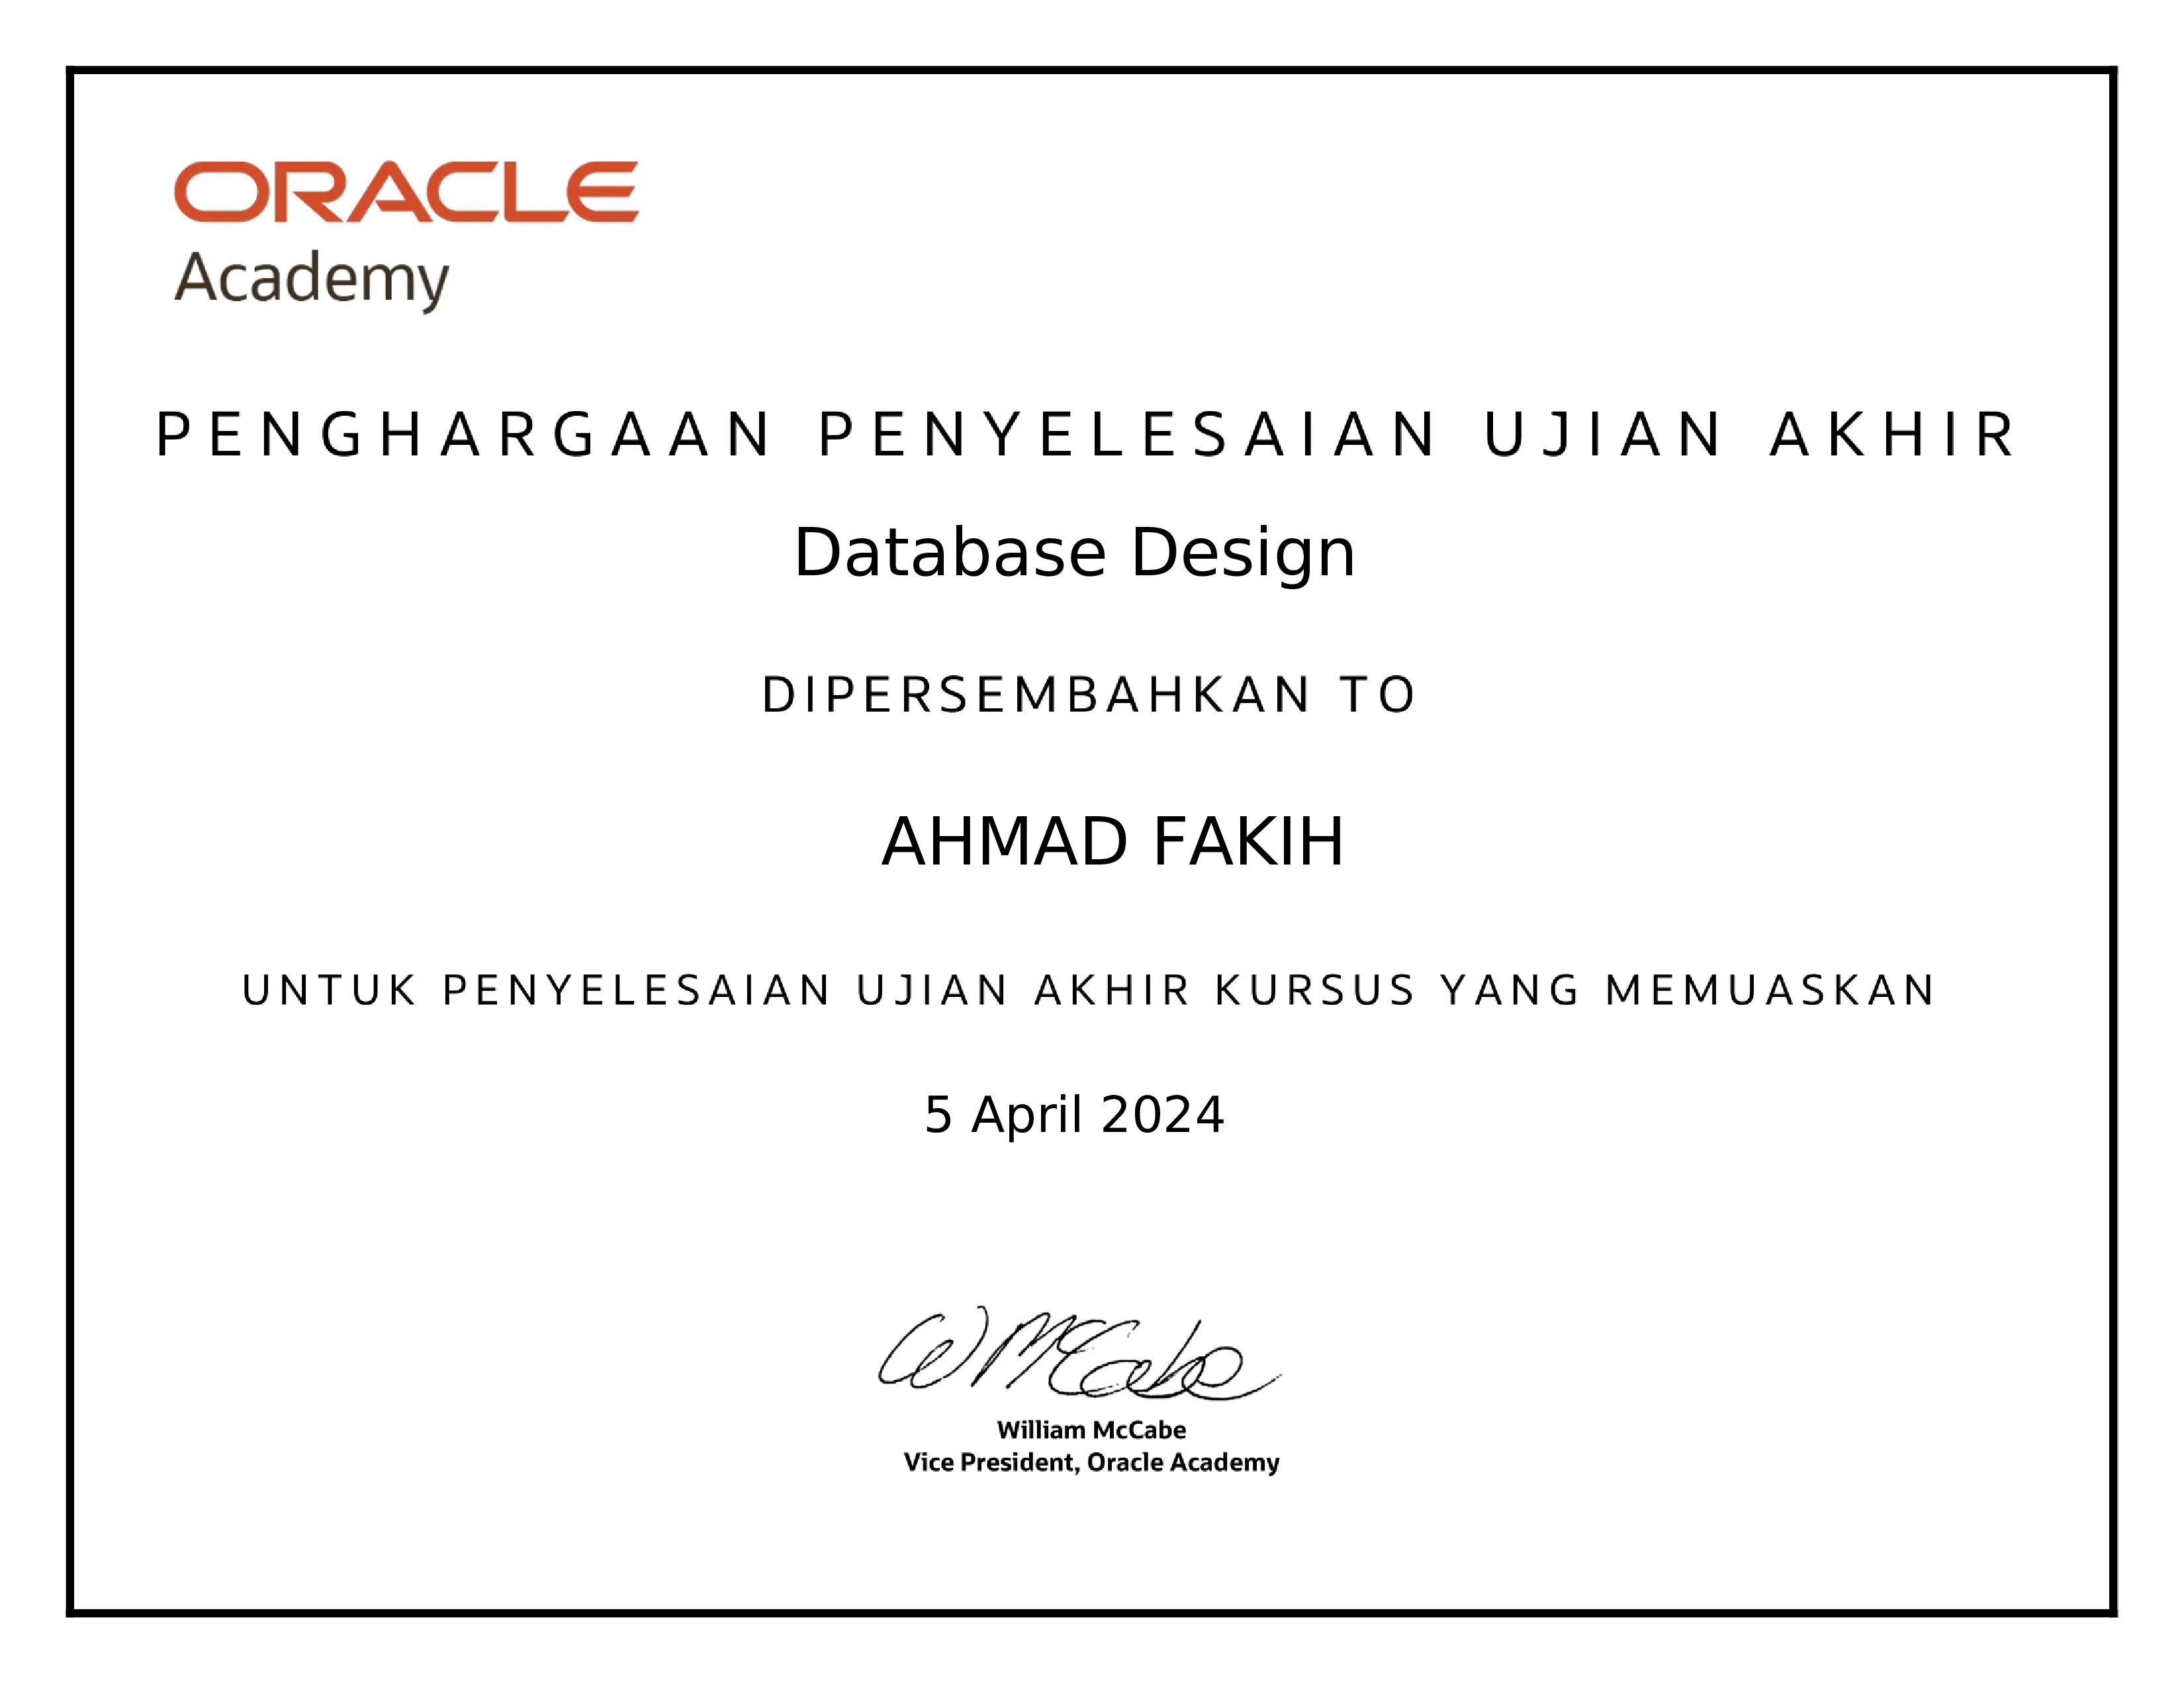 ORACLE
Academy
PENGHARGAAN PENYELESAIAN UJIAN AKHIR
Database Design
DIPERSEMBAHKAN TO
AHMAD FAKIH
UNTUK PENYELESAIAN UJIAN AKHIR KURSUS YANG MEMUASKAN
5 April 2024
W McCabe
William McCabe
Vice President, Oracle Academy